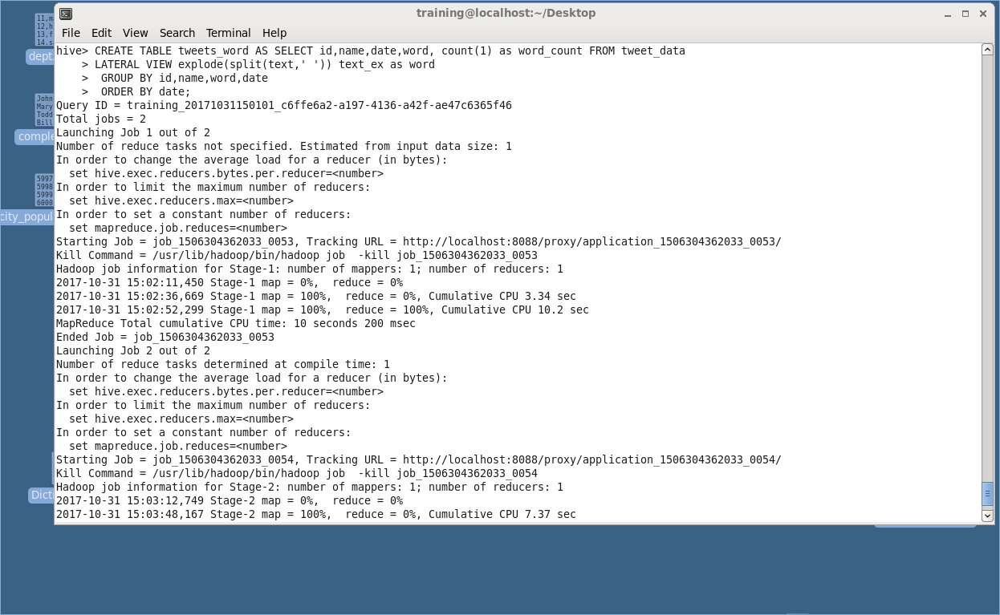 training@localhost:~/Desktop
File Edit View Search Terminal Help
hive> CREATE TABLE tweets_word AS SELECT id,name,date,word, count(1) as word_count FROM tweet_data
    > LATERAL VIEW explode(split(text,' ')) text_ex as word
    >  GROUP BY id,name,word,date
    >  ORDER BY date;
Query ID = training_20171031150101_c6ffe6a2-a197-4136-a42f-ae47c6365f46
Total jobs = 2
Launching Job 1 out of 2
Number of reduce tasks not specified. Estimated from input data size: 1
In order to change the average load for a reducer (in bytes):
  set hive.exec.reducers.bytes.per.reducer=<number>
In order to limit the maximum number of reducers:
  set hive.exec.reducers.max=<number>
In order to set a constant number of reducers:
  set mapreduce.job.reduces=<number>
Starting Job = job_1506304362033_0053, Tracking URL = http://localhost:8088/proxy/application_1506304362033_0053/
Kill Command = /usr/lib/hadoop/bin/hadoop job  -kill job_1506304362033_0053
Hadoop job information for Stage-1: number of mappers: 1; number of reducers: 1
2017-10-31 15:02:11,450 Stage-1 map = 0%,  reduce = 0%
2017-10-31 15:02:36,669 Stage-1 map = 100%,  reduce = 0%, Cumulative CPU 3.34 sec
2017-10-31 15:02:52,299 Stage-1 map = 100%,  reduce = 100%, Cumulative CPU 10.2 sec
MapReduce Total cumulative CPU time: 10 seconds 200 msec
Ended Job = job_1506304362033_0053
Launching Job 2 out of 2
Number of reduce tasks determined at compile time: 1
In order to change the average load for a reducer (in bytes):
  set hive.exec.reducers.bytes.per.reducer=<number>
In order to limit the maximum number of reducers:
  set hive.exec.reducers.max=<number>
In order to set a constant number of reducers:
  set mapreduce.job.reduces=<number>
Starting Job = job_1506304362033_0054, Tracking URL = http://localhost:8088/proxy/application_1506304362033_0054/
Kill Command = /usr/lib/hadoop/bin/hadoop job  -kill job_1506304362033_0054
Hadoop job information for Stage-2: number of mappers: 1; number of reducers: 1
2017-10-31 15:03:12,749 Stage-2 map = 0%,  reduce = 0%
2017-10-31 15:03:48,167 Stage-2 map = 100%,  reduce = 0%, Cumulative CPU 7.37 sec
11,m
12,h
13,f
14.s
dept
John
Mary
Todd
Bill
comple
5997
5998
5999
6000
city_popul
Dicti